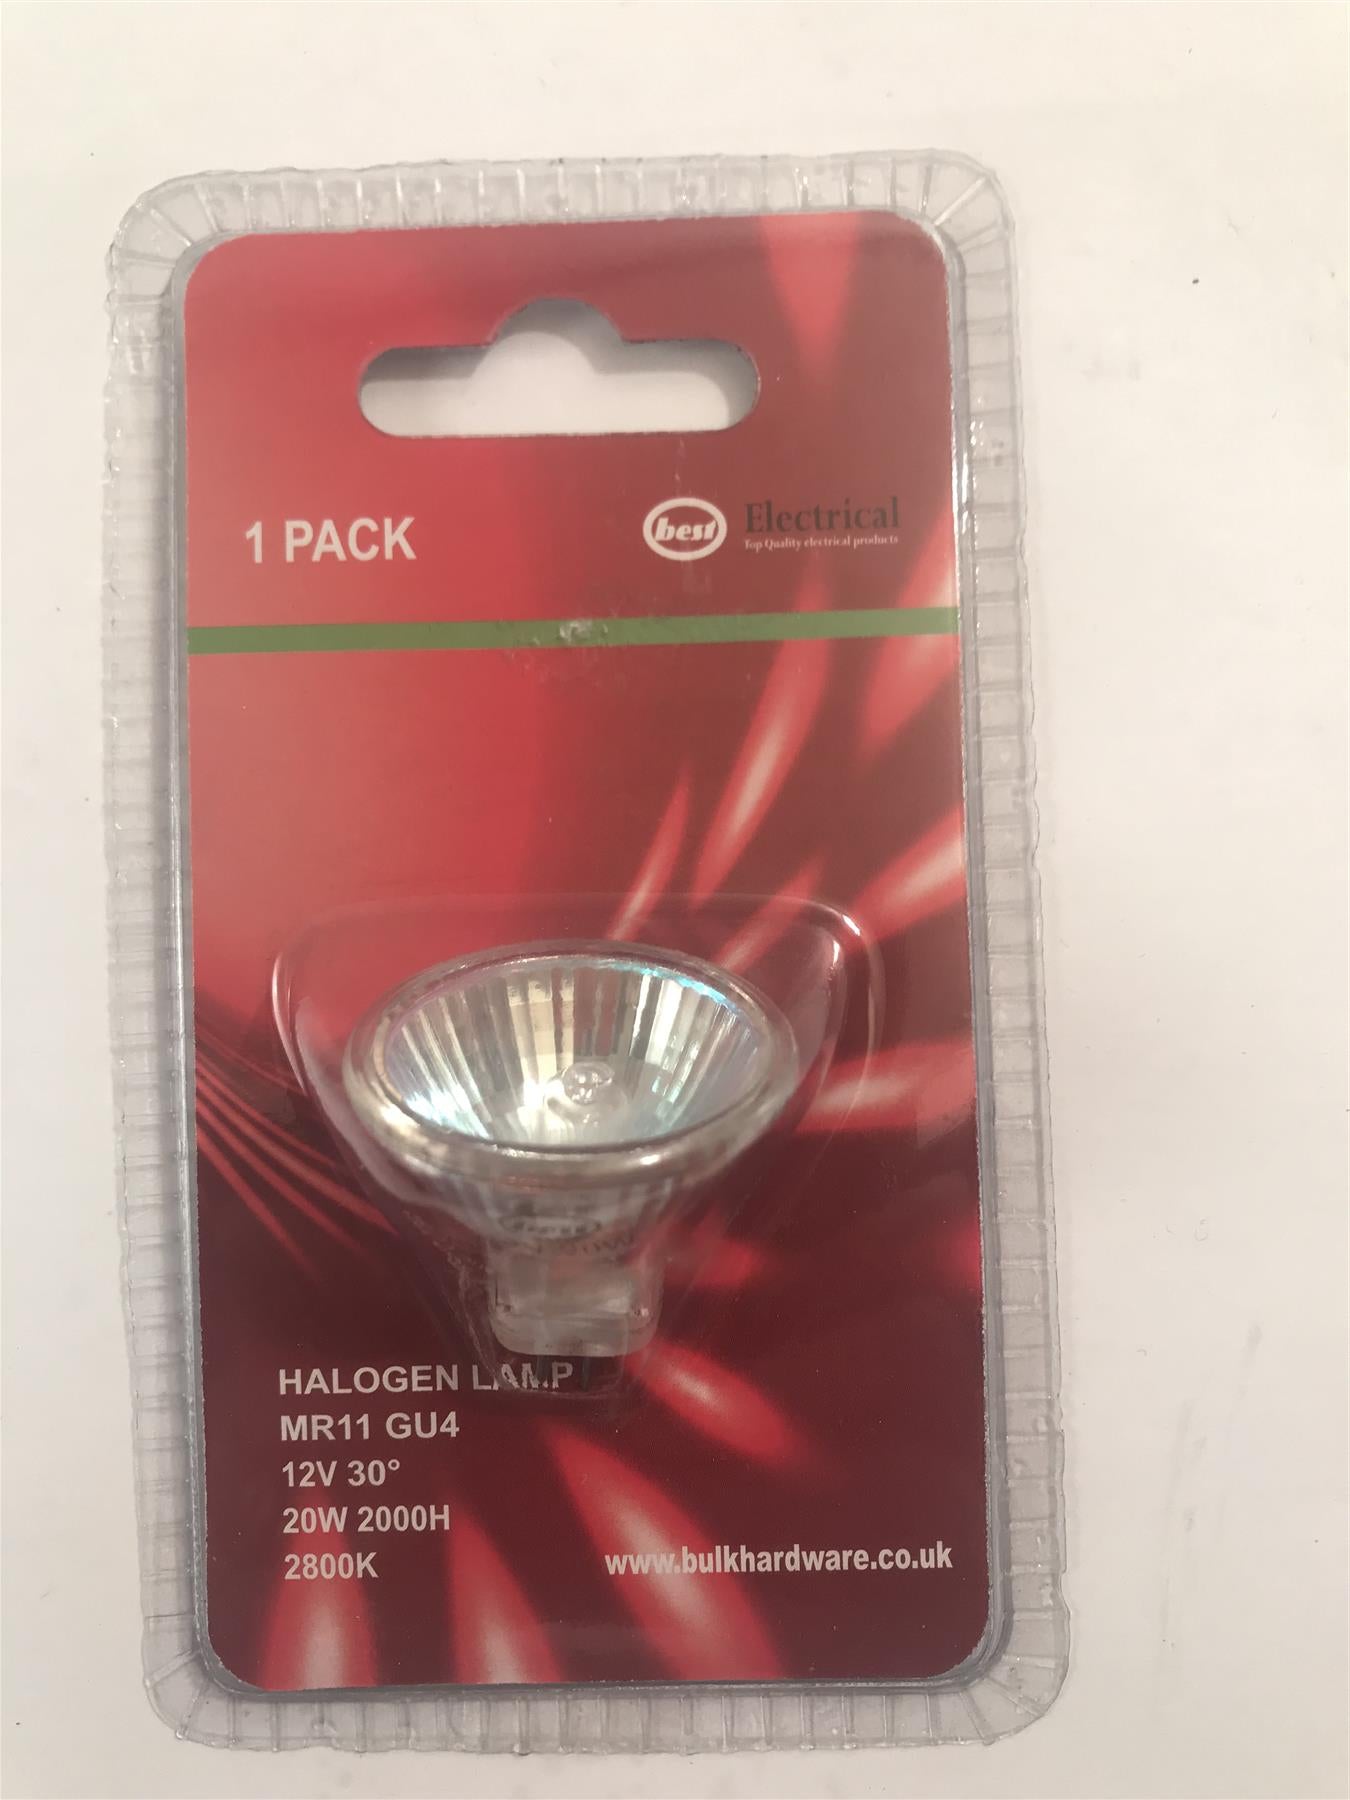 1 PACK
best Electrical
Top Quality electrical products
HALOGEN LAMP
MR11 GU4
12V 30°
20W 2000H
2800K
www.bulkhardware.co.uk